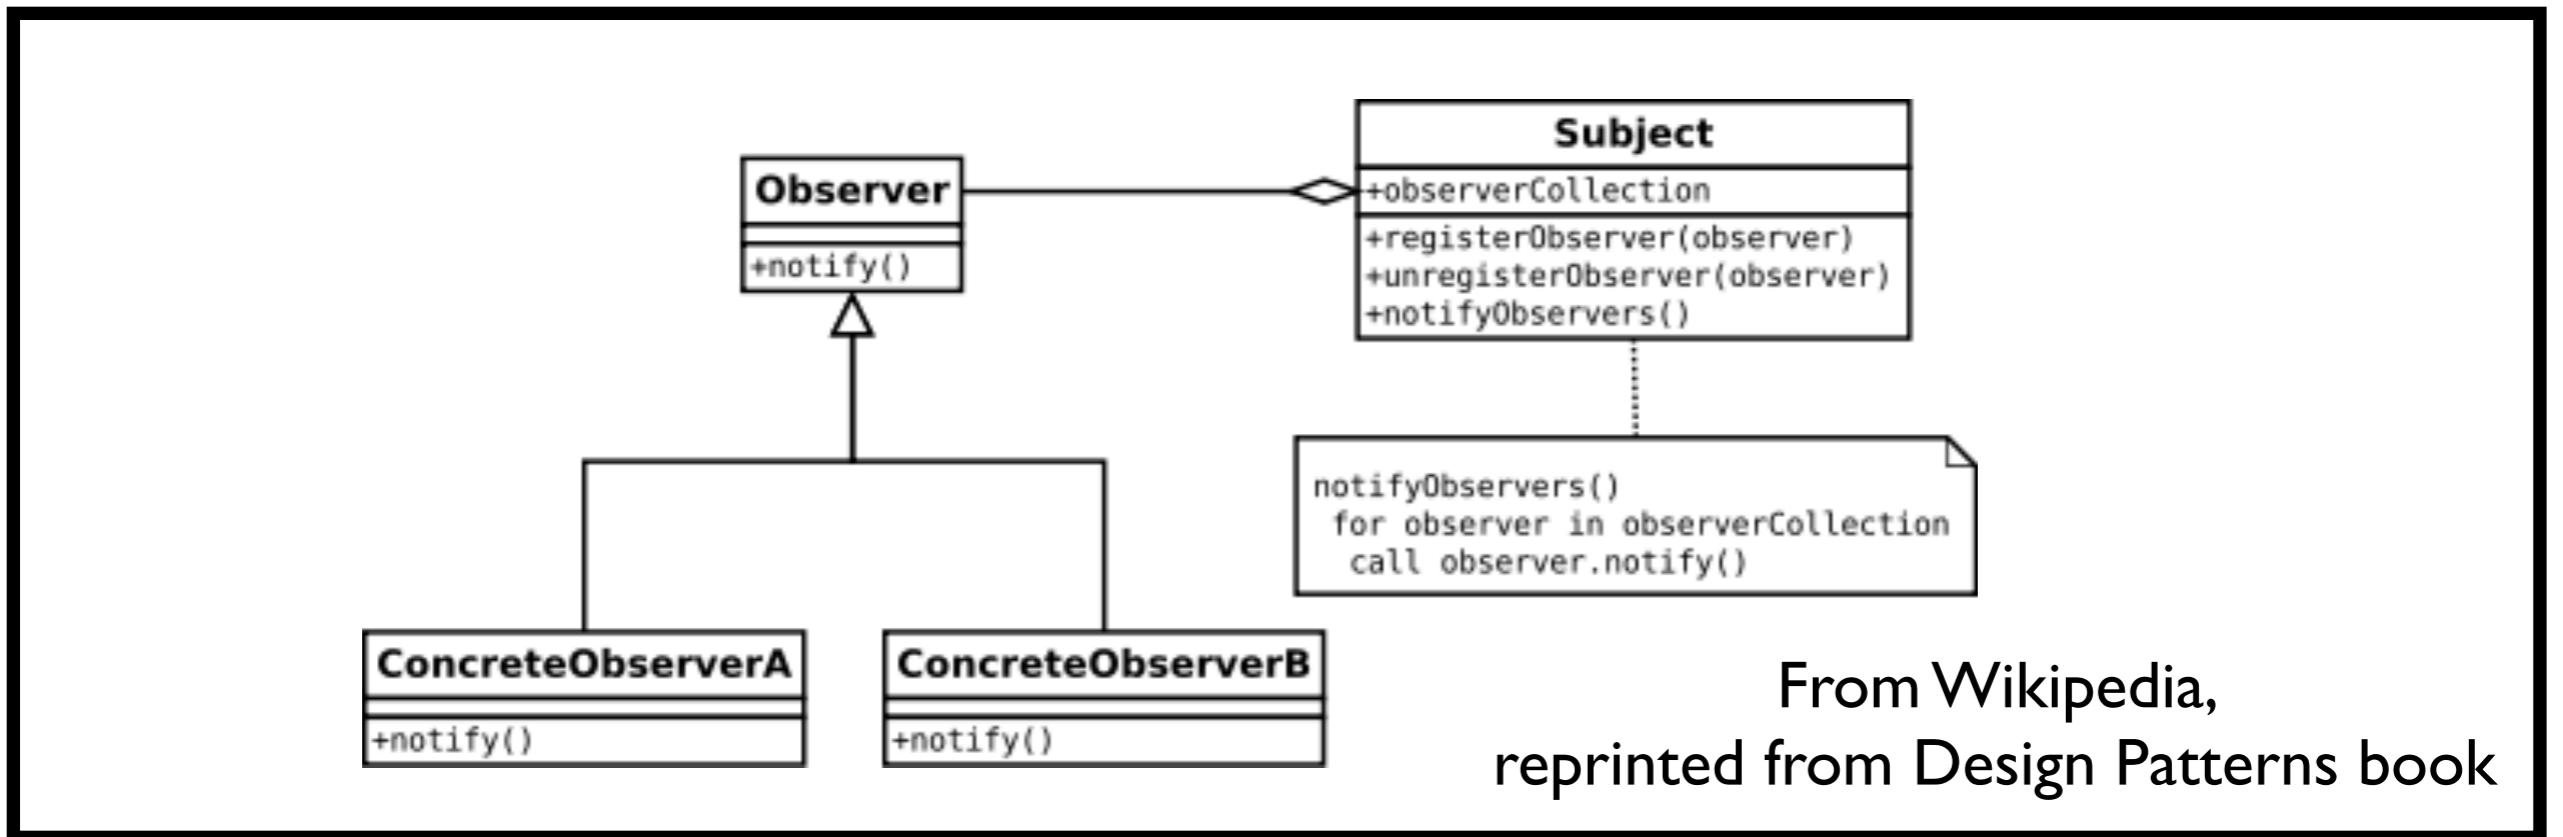 Observer
+notify()
Subject
+observerCollection
+registerObserver(observer)
+unregisterObserver(observer)
+notifyObservers()
notifyObservers()
for observer in observerCollection
call observer.notify()
ConcreteObserverA
+notify()
ConcreteObserverB
+notify()
From Wikipedia,
reprinted from Design Patterns book